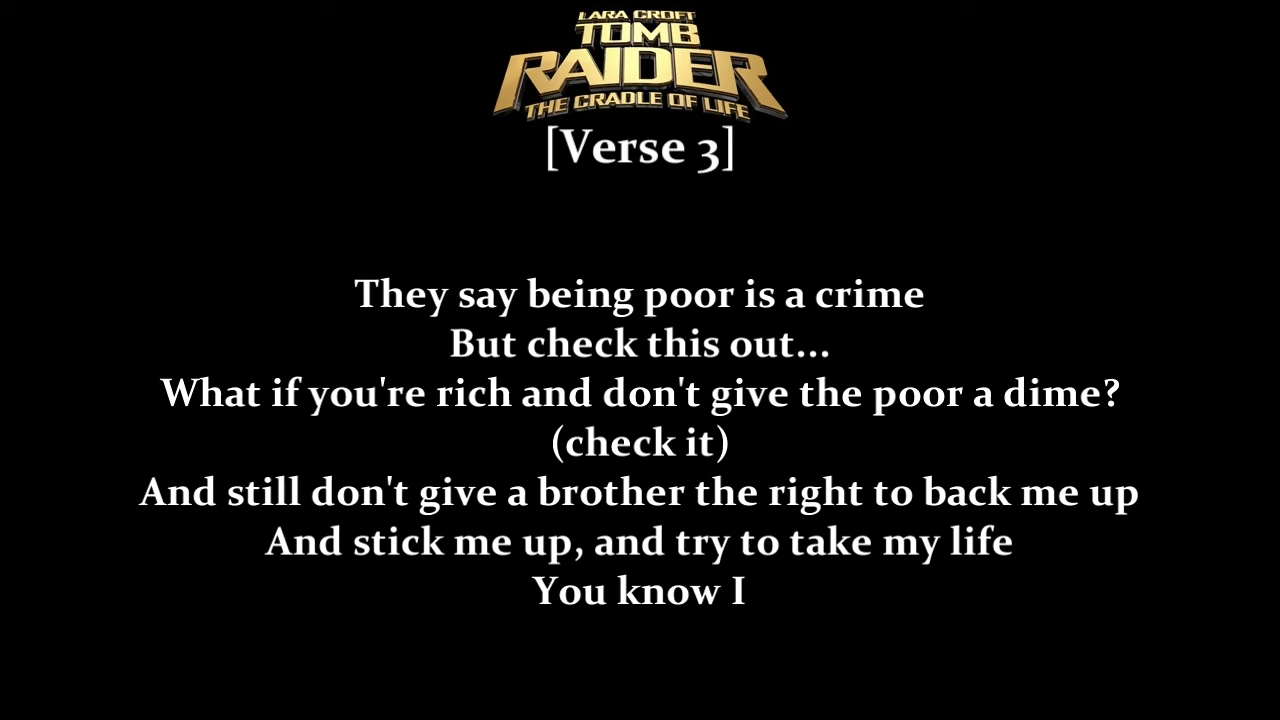 LARA CROFT
TOMB
RAIDER
THE CRADLE OF LIFE
[Verse 3]
They say being poor is a crime
But check this out...
What if you're rich and don't give the poor a dime?
(check it)
And still don't give a brother the right to back me up
And stick me up, and try to take my life
You know I